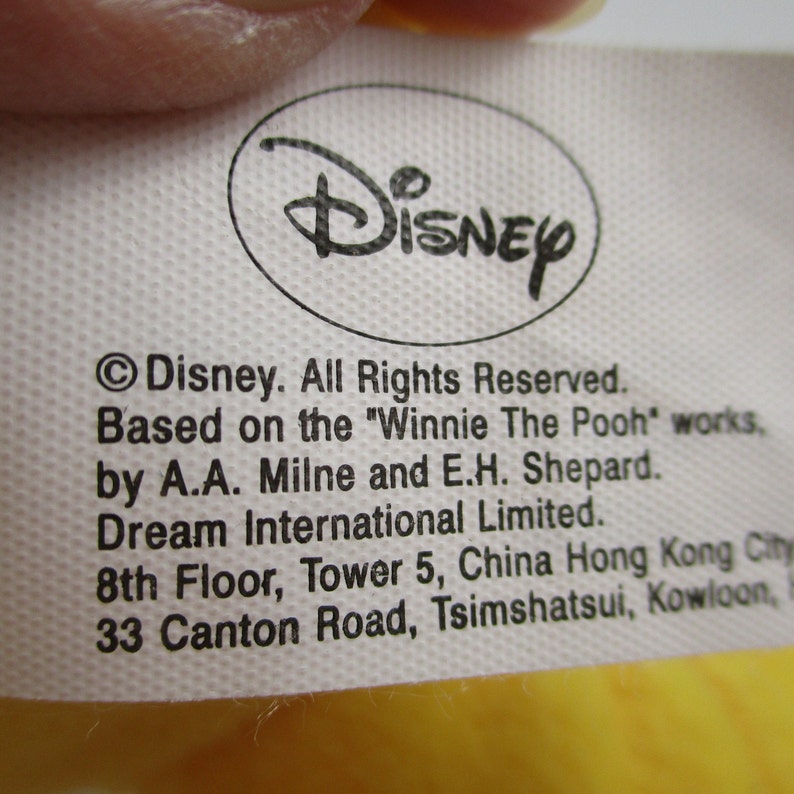 Disney
© Disney. All Rights Reserved.
Based on the "Winnie The Pooh" works,
by A.A. Milne and E.H. Shepard.
Dream International Limited.
8th Floor, Tower 5, China Hong Kong City
33 Canton Road, Tsimshatsui, Kowloon,